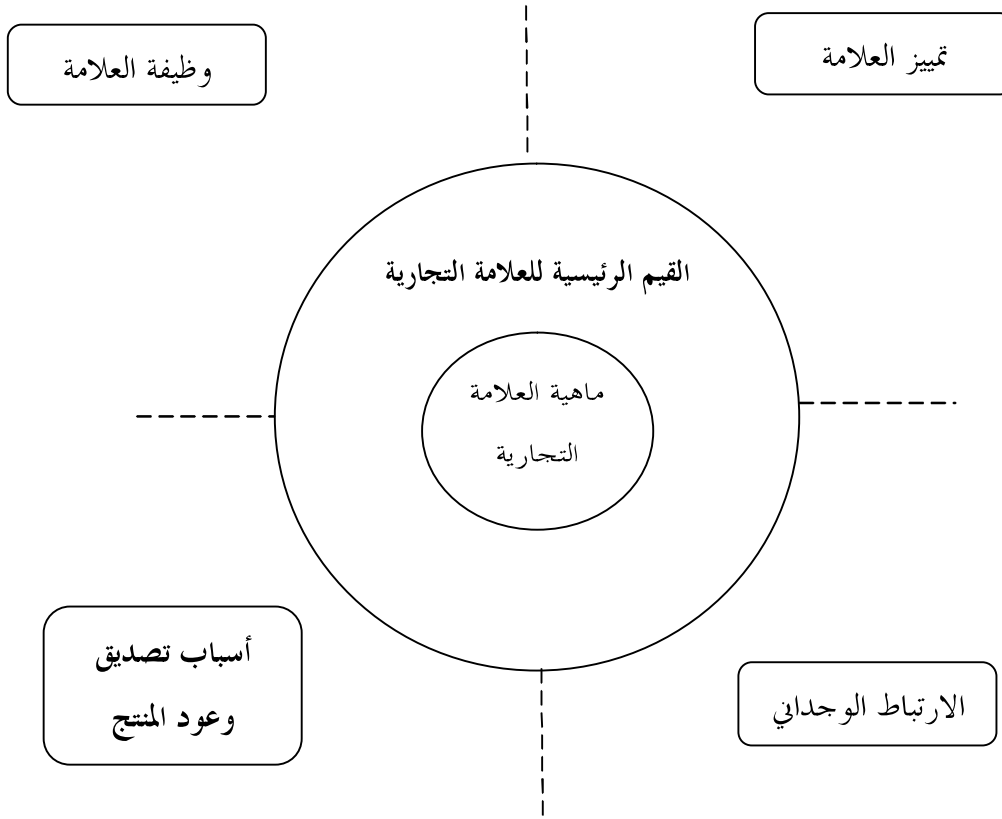 تمييز العلامة
وظيفة العلامة
القيم الرئيسية للعلامة التجارية
ماهية العلامة
التجارية
أسباب تصديق
وعود المنتج
الارتباط الوجداني